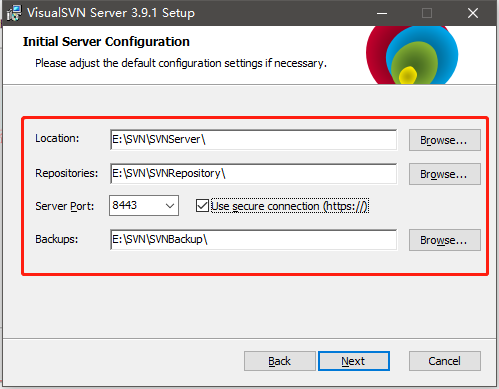 VisualSVN Server 3.9.1 Setup
Initial Server Configuration
Please adjust the default configuration settings if necessary.
Location: E:\SVN\SVNServer\ Browse...
Repositories: E:\SVN\SVNRepository\ Browse...
Server Port: 8443 Use secure connection (https://)
Backups: E:\SVN\SVNBackup\ Browse...
Back Next Cancel